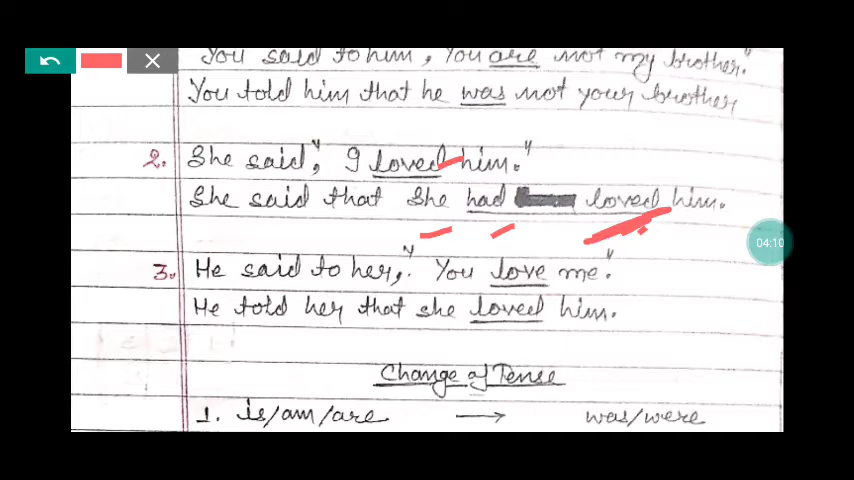 You said to him, "You are not my brother."
You told him that he was not your brother
2. She said, "I loved him."
She said that she had loved him.
3. He said to her, "You love me."
He told her that she loved him.
Change of Tense
1. is/am/are → was/were
04:10